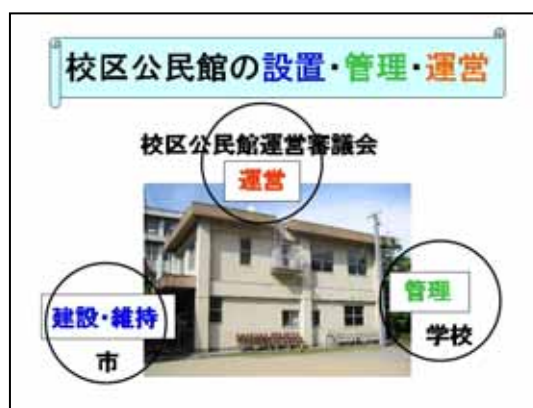 校区公民館の設置・管理・運営
校区公民館運営審議会
運営
建設・維持
市
管理
学校